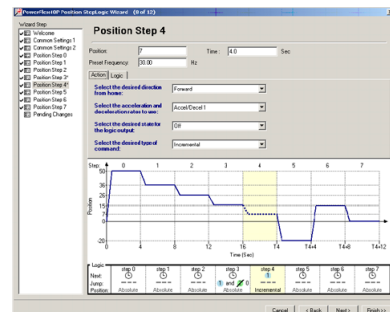 PowerFlex40P Position StepLogic Wizard (8 of 12)
Wizard Step
Welcome
Common Settings 1
Common Settings 2
Position Step 0
Position Step 1
Position Step 2
Position Step 3*
Position Step 4*
Position Step 5
Position Step 6
Position Step 7
Pending Changes
Position Step 4
Position 7 Time : 4.0 Sec
Preset Frequency 30.00 Hz
Action Logic
Select the desired direction from home: Forward
Select the acceleration and deceleration rates to use: Accel/Decel 1
Select the desired state for the logic output: Off
Select the desired type of command: Incremental
Step: 0 1 2 3 4 5 6 7
50
36
26
15
7
0
-20
Position
0 4 8 12 16 T4 T4+4 T4+8 T4+12
Time (Sec)
Logic
step 0 step 1 step 2 step 3 step 4 step 5 step 6 step 7
Next:
Jump: --- --- --- 1 and 0 --- --- --- ---
Position Absolute Absolute Absolute Absolute Incremental Absolute Absolute Absolute
Cancel < Back Next > Finish >>